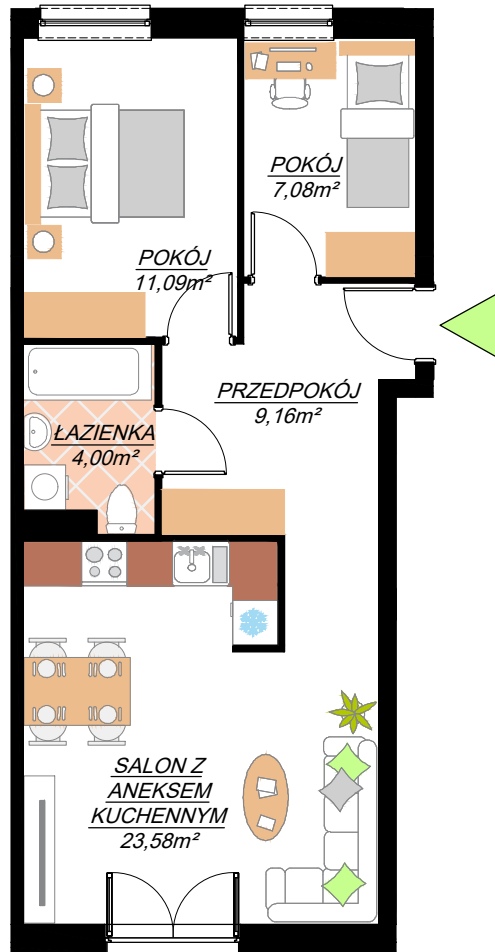 POKÓJ
7,08m²
POKÓJ
11,09m²
PRZEDPOKÓJ
9,16m²
ŁAZIENKA
4,00m²
SALON Z
ANEKSEM
KUCHENNYM
23,58m²